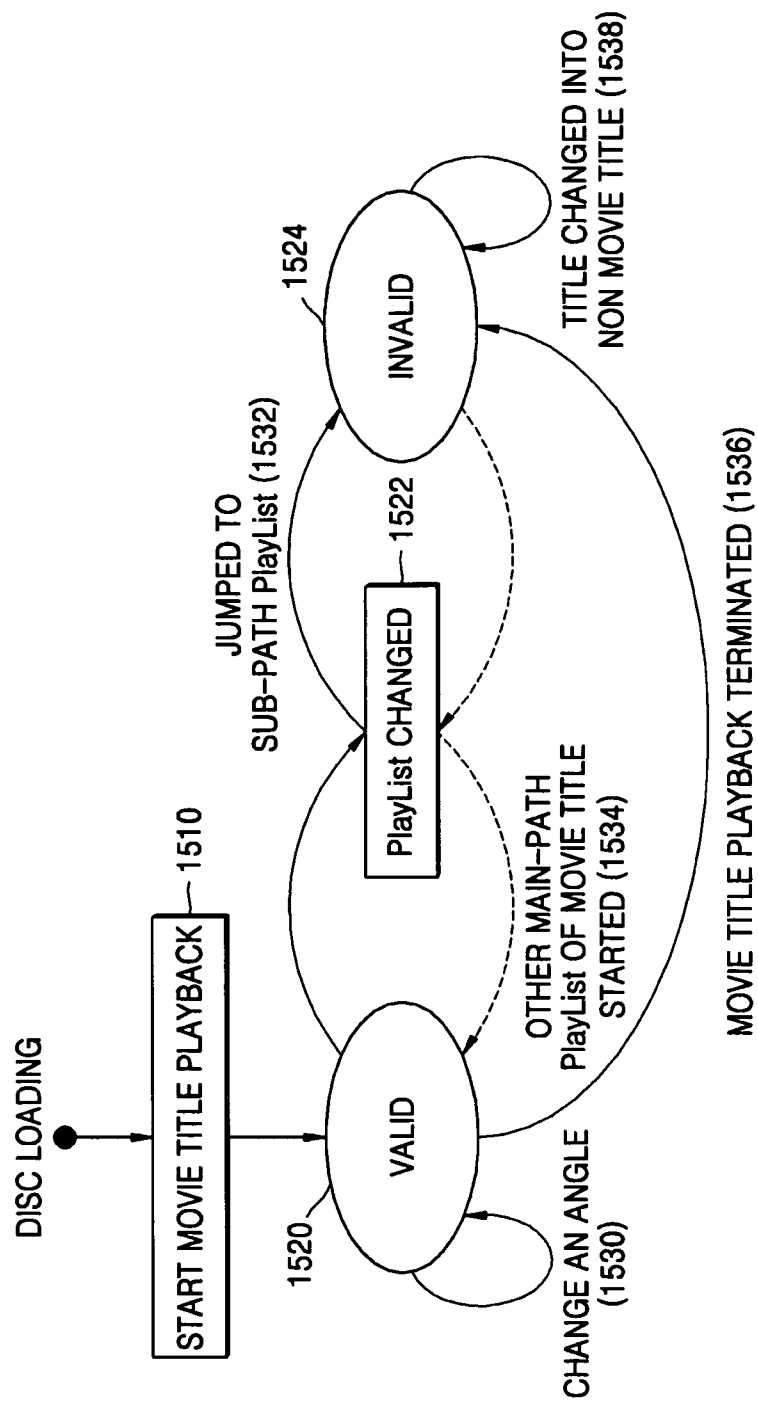 DISC LOADING
START MOVIE TITLE PLAYBACK
1510
1520
VALID
CHANGE AN ANGLE
(1530)
JUMPED TO
SUB-PATH PlayList (1532)
PlayList CHANGED
1522
OTHER MAIN-PATH
PlayList OF MOVIE TITLE
STARTED (1534)
1524
INVALID
TITLE CHANGED INTO
NON MOVIE TITLE (1538)
MOVIE TITLE PLAYBACK TERMINATED (1536)